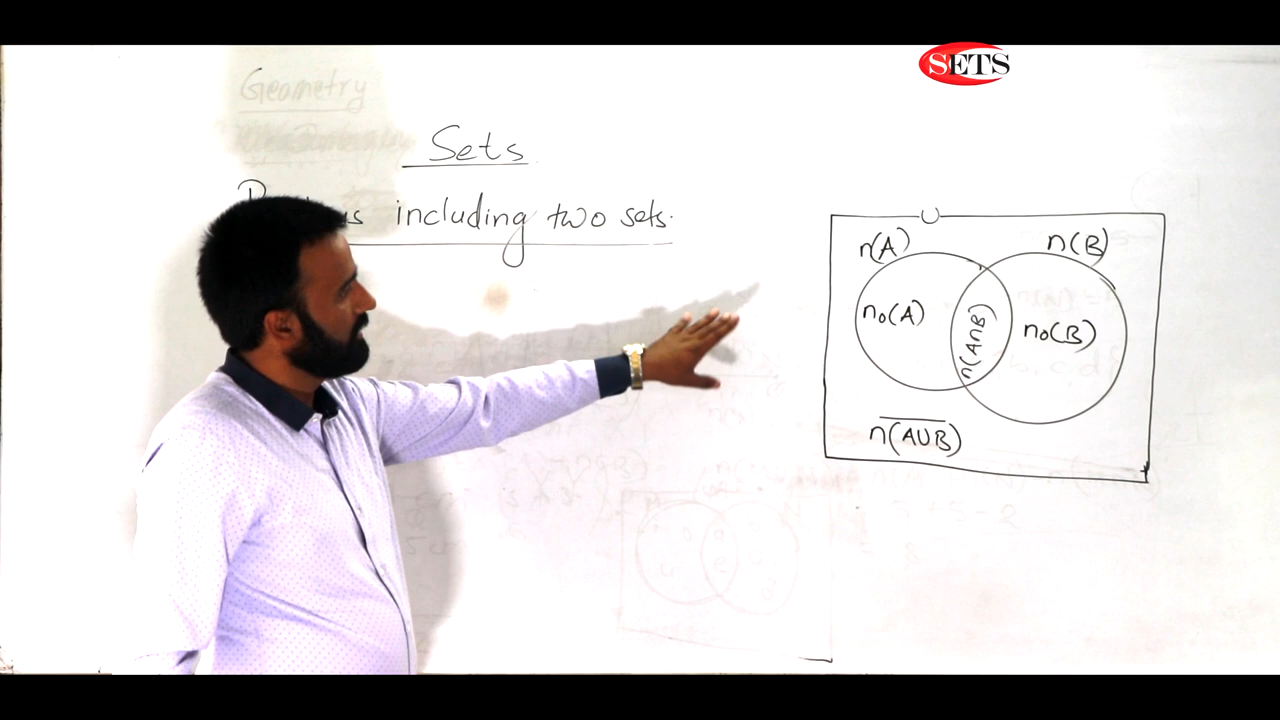 SETS
Geometry
Sets
including two sets.
U
n(A) n(B)
n₀(A) n(A∩B) n₀(B)
n(A̅∪̅B̅)